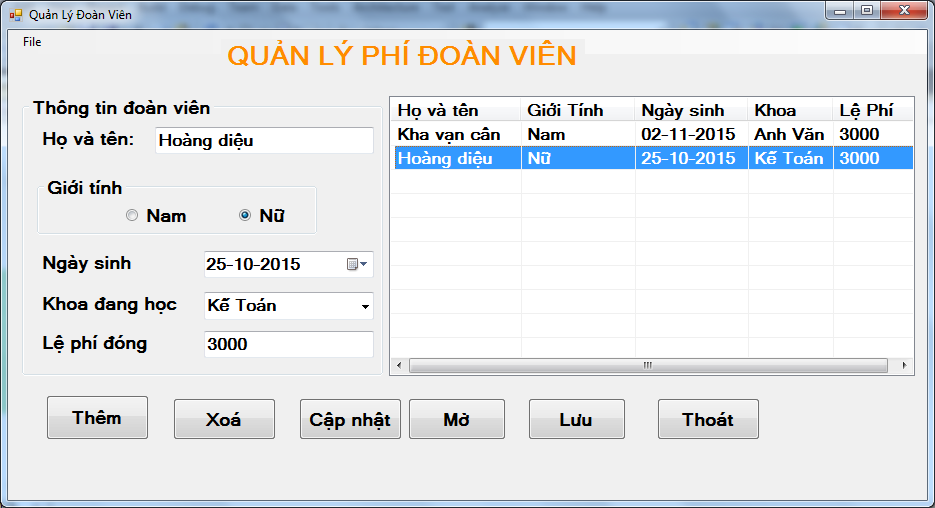 Quản Lý Đoàn Viên
File
QUẢN LÝ PHÍ ĐOÀN VIÊN
Thông tin đoàn viên
Họ và tên: Hoàng diệu
Giới tính
Nam Nữ
Ngày sinh 25-10-2015
Khoa đang học Kế Toán
Lệ phí đóng 3000
Họ và tên Giới Tính Ngày sinh Khoa Lệ Phí
Kha vạn cân Nam 02-11-2015 Anh Văn 3000
Hoàng diệu Nữ 25-10-2015 Kế Toán 3000
Thêm Xoá Cập nhật Mở Lưu Thoát